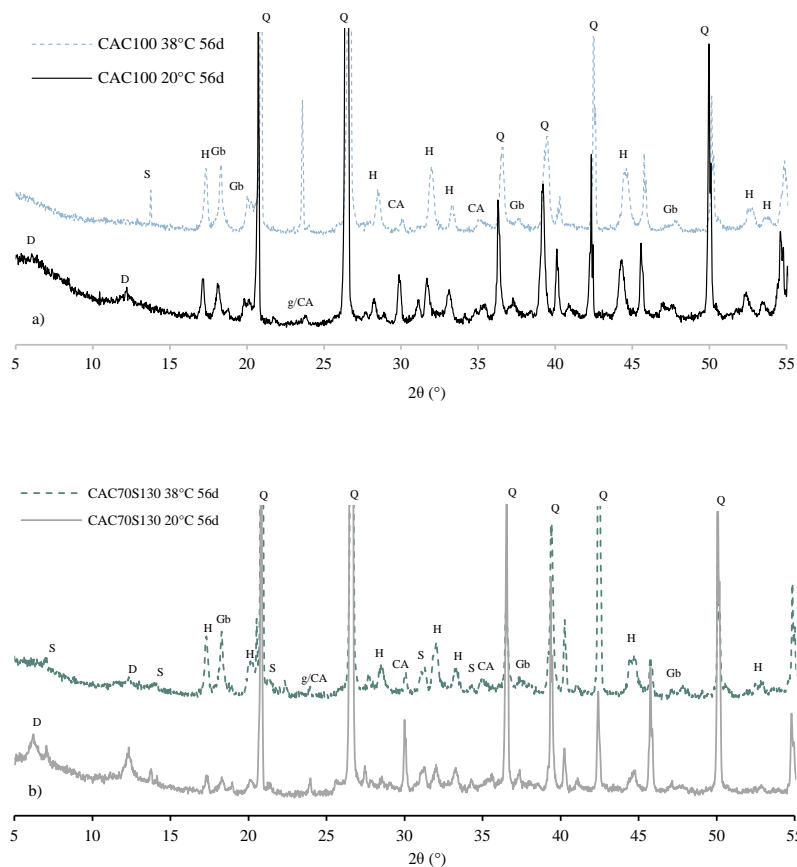 Q Q
CAC100 38°C 56d
CAC100 20°C 56d
Q
Q
Q Q
S H Gb Gb H CA H H CA Gb H Gb H H
D D g/CA
a)
5 10 15 20 25 30 35 40 45 50 55
2θ (°)
CAC70S130 38°C 56d
CAC70S130 20°C 56d
Q Q Q Q Q
Q
S D S H Gb H S g/CA H CA S H H S CA Gb H Gb H
D
b)
5 10 15 20 25 30 35 40 45 50 55
2θ (°)